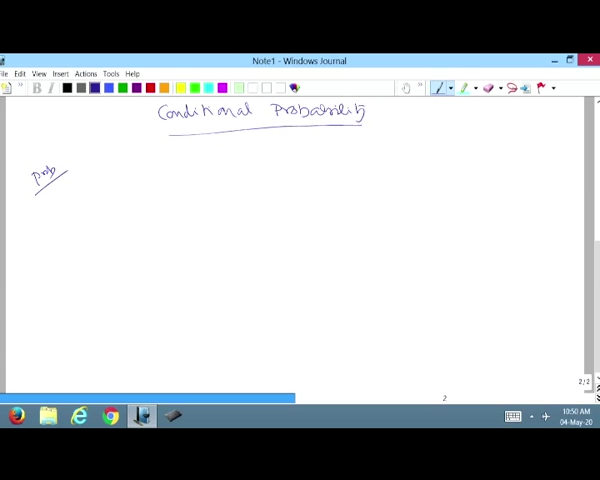 Note1 - Windows Journal
File Edit View Insert Actions Tools Help
B I
Conditional Probability
Prob
2 / 2
2
10:50 AM
04-May-20